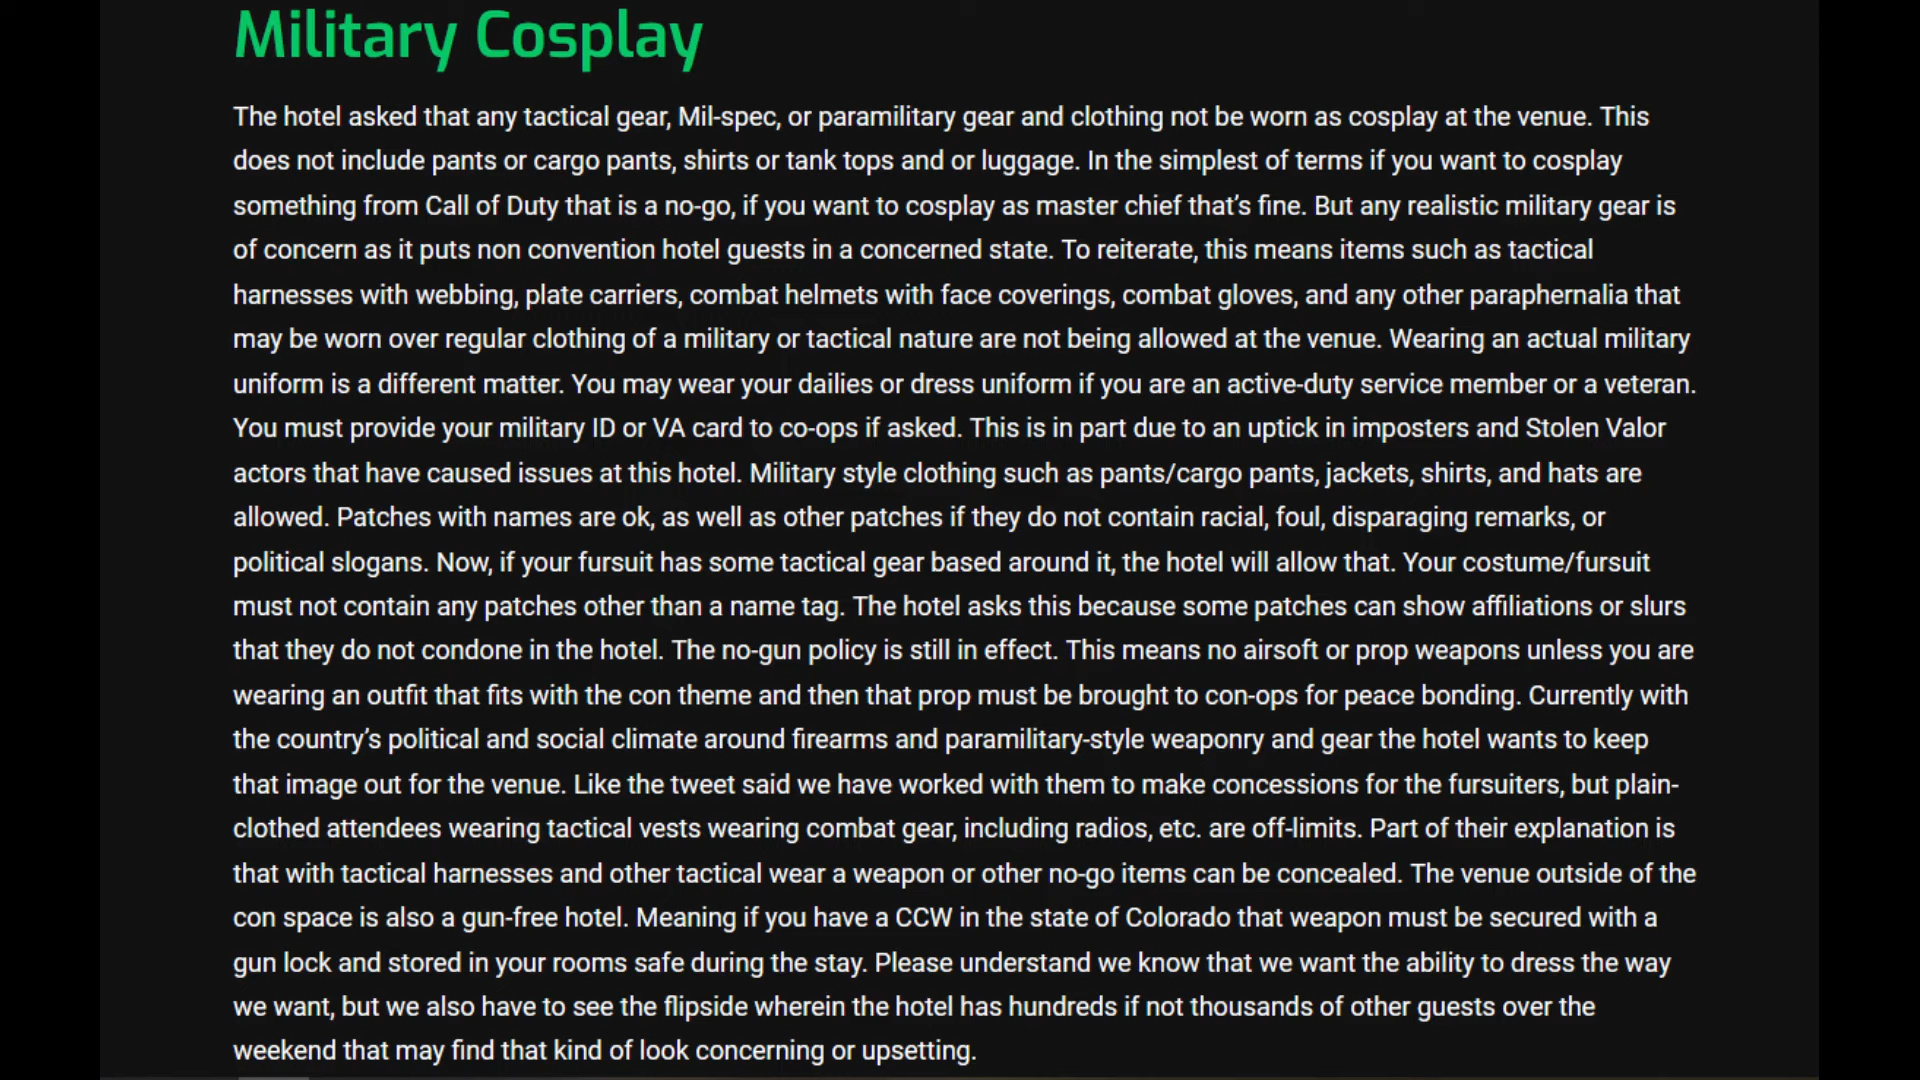 Military Cosplay
The hotel asked that any tactical gear, Mil-spec, or paramilitary gear and clothing not be worn as cosplay at the venue. This
does not include pants or cargo pants, shirts or tank tops and or luggage. In the simplest of terms if you want to cosplay
something from Call of Duty that is a no-go, if you want to cosplay as master chief that’s fine. But any realistic military gear is
of concern as it puts non convention hotel guests in a concerned state. To reiterate, this means items such as tactical
harnesses with webbing, plate carriers, combat helmets with face coverings, combat gloves, and any other paraphernalia that
may be worn over regular clothing of a military or tactical nature are not being allowed at the venue. Wearing an actual military
uniform is a different matter. You may wear your dailies or dress uniform if you are an active-duty service member or a veteran.
You must provide your military ID or VA card to co-ops if asked. This is in part due to an uptick in imposters and Stolen Valor
actors that have caused issues at this hotel. Military style clothing such as pants/cargo pants, jackets, shirts, and hats are
allowed. Patches with names are ok, as well as other patches if they do not contain racial, foul, disparaging remarks, or
political slogans. Now, if your fursuit has some tactical gear based around it, the hotel will allow that. Your costume/fursuit
must not contain any patches other than a name tag. The hotel asks this because some patches can show affiliations or slurs
that they do not condone in the hotel. The no-gun policy is still in effect. This means no airsoft or prop weapons unless you are
wearing an outfit that fits with the con theme and then that prop must be brought to con-ops for peace bonding. Currently with
the country’s political and social climate around firearms and paramilitary-style weaponry and gear the hotel wants to keep
that image out for the venue. Like the tweet said we have worked with them to make concessions for the fursuiters, but plain-
clothed attendees wearing tactical vests wearing combat gear, including radios, etc. are off-limits. Part of their explanation is
that with tactical harnesses and other tactical wear a weapon or other no-go items can be concealed. The venue outside of the
con space is also a gun-free hotel. Meaning if you have a CCW in the state of Colorado that weapon must be secured with a
gun lock and stored in your rooms safe during the stay. Please understand we know that we want the ability to dress the way
we want, but we also have to see the flipside wherein the hotel has hundreds if not thousands of other guests over the
weekend that may find that kind of look concerning or upsetting.